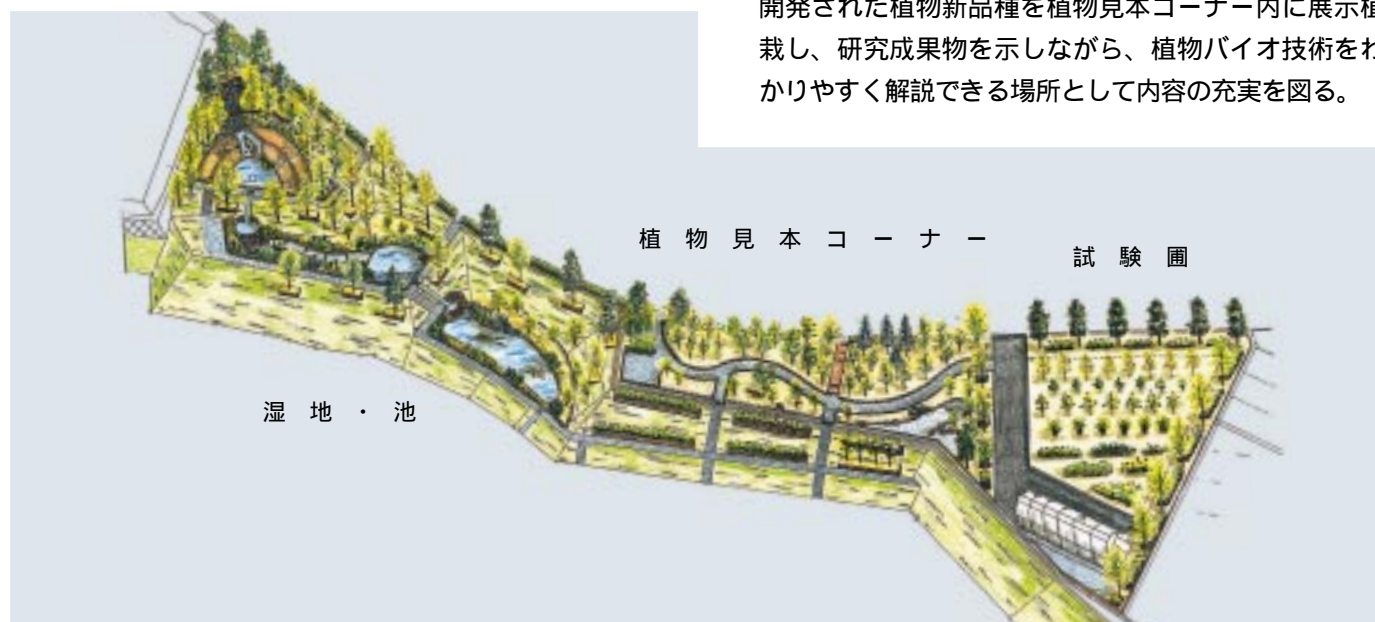 開発された植物新品種を植物見本コーナー内に展示植
栽し、研究成果物を示しながら、植物バイオ技術をわ
かりやすく解説できる場所として内容の充実を図る。
植物見本コーナー
試験圃
湿地・池